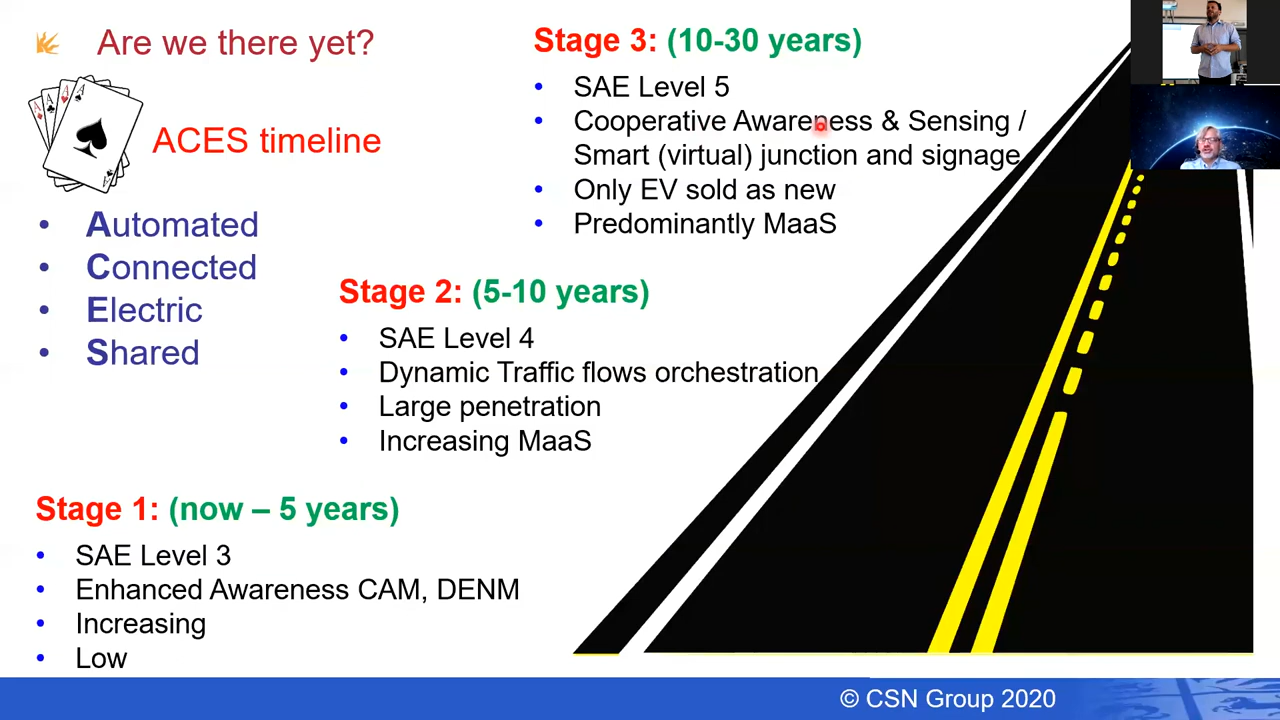 Are we there yet?
ACES timeline
• Automated
• Connected
• Electric
• Shared
Stage 3: (10-30 years)
• SAE Level 5
• Cooperative Awareness & Sensing /
Smart (virtual) junction and signage
• Only EV sold as new
• Predominantly MaaS
Stage 2: (5-10 years)
• SAE Level 4
• Dynamic Traffic flows orchestration
• Large penetration
• Increasing MaaS
Stage 1: (now – 5 years)
• SAE Level 3
• Enhanced Awareness CAM, DENM
• Increasing
• Low
© CSN Group 2020